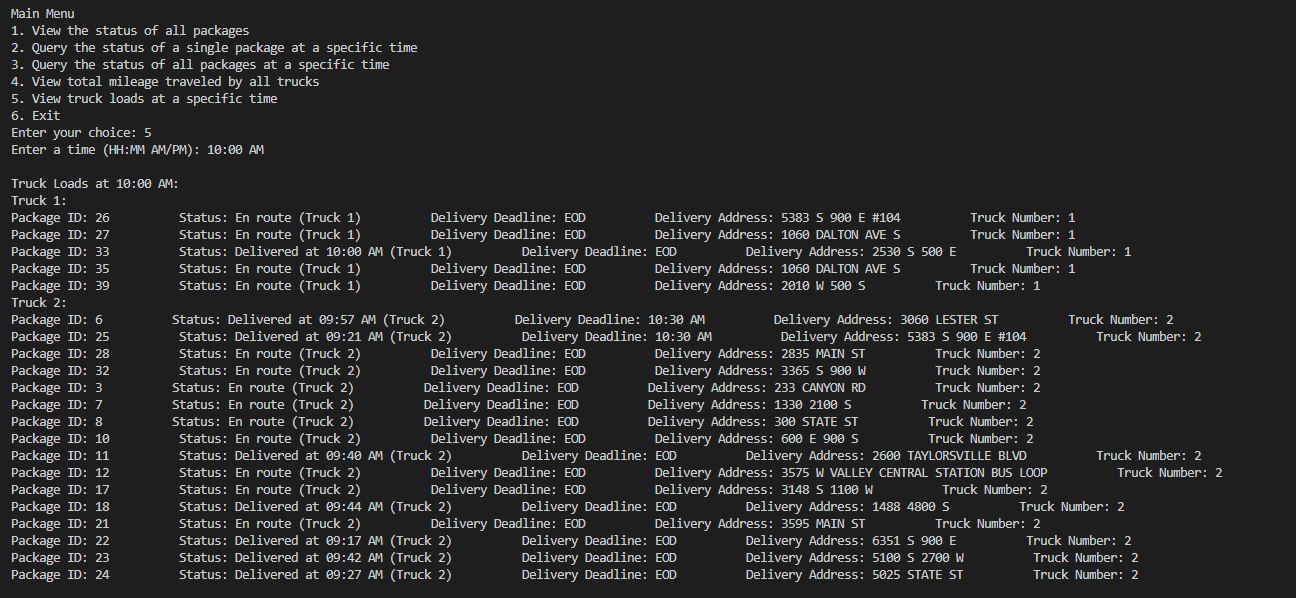 Main Menu
1. View the status of all packages
2. Query the status of a single package at a specific time
3. Query the status of all packages at a specific time
4. View total mileage traveled by all trucks
5. View truck loads at a specific time
6. Exit
Enter your choice: 5
Enter a time (HH:MM AM/PM): 10:00 AM

Truck Loads at 10:00 AM:
Truck 1:
Package ID: 26          Status: En route (Truck 1)          Delivery Deadline: EOD          Delivery Address: 5383 S 900 E #104          Truck Number: 1
Package ID: 27          Status: En route (Truck 1)          Delivery Deadline: EOD          Delivery Address: 1060 DALTON AVE S          Truck Number: 1
Package ID: 33          Status: Delivered at 10:00 AM (Truck 1)          Delivery Deadline: EOD          Delivery Address: 2530 S 500 E          Truck Number: 1
Package ID: 35          Status: En route (Truck 1)          Delivery Deadline: EOD          Delivery Address: 1060 DALTON AVE S          Truck Number: 1
Package ID: 39          Status: En route (Truck 1)          Delivery Deadline: EOD          Delivery Address: 2010 W 500 S          Truck Number: 1
Truck 2:
Package ID: 6          Status: Delivered at 09:57 AM (Truck 2)          Delivery Deadline: 10:30 AM          Delivery Address: 3060 LESTER ST          Truck Number: 2
Package ID: 25          Status: Delivered at 09:21 AM (Truck 2)          Delivery Deadline: 10:30 AM          Delivery Address: 5383 S 900 E #104          Truck Number: 2
Package ID: 28          Status: En route (Truck 2)          Delivery Deadline: EOD          Delivery Address: 2835 MAIN ST          Truck Number: 2
Package ID: 32          Status: En route (Truck 2)          Delivery Deadline: EOD          Delivery Address: 3365 S 900 W          Truck Number: 2
Package ID: 3          Status: En route (Truck 2)          Delivery Deadline: EOD          Delivery Address: 233 CANYON RD          Truck Number: 2
Package ID: 7          Status: En route (Truck 2)          Delivery Deadline: EOD          Delivery Address: 1330 2100 S          Truck Number: 2
Package ID: 8          Status: En route (Truck 2)          Delivery Deadline: EOD          Delivery Address: 300 STATE ST          Truck Number: 2
Package ID: 10          Status: En route (Truck 2)          Delivery Deadline: EOD          Delivery Address: 600 E 900 S          Truck Number: 2
Package ID: 11          Status: Delivered at 09:40 AM (Truck 2)          Delivery Deadline: EOD          Delivery Address: 2600 TAYLORSVILLE BLVD          Truck Number: 2
Package ID: 12          Status: En route (Truck 2)          Delivery Deadline: EOD          Delivery Address: 3575 W VALLEY CENTRAL STATION BUS LOOP          Truck Number: 2
Package ID: 17          Status: En route (Truck 2)          Delivery Deadline: EOD          Delivery Address: 3148 S 1100 W          Truck Number: 2
Package ID: 18          Status: Delivered at 09:44 AM (Truck 2)          Delivery Deadline: EOD          Delivery Address: 1488 4800 S          Truck Number: 2
Package ID: 21          Status: En route (Truck 2)          Delivery Deadline: EOD          Delivery Address: 3595 MAIN ST          Truck Number: 2
Package ID: 22          Status: Delivered at 09:17 AM (Truck 2)          Delivery Deadline: EOD          Delivery Address: 6351 S 900 E          Truck Number: 2
Package ID: 23          Status: Delivered at 09:42 AM (Truck 2)          Delivery Deadline: EOD          Delivery Address: 5100 S 2700 W          Truck Number: 2
Package ID: 24          Status: Delivered at 09:27 AM (Truck 2)          Delivery Deadline: EOD          Delivery Address: 5025 STATE ST          Truck Number: 2